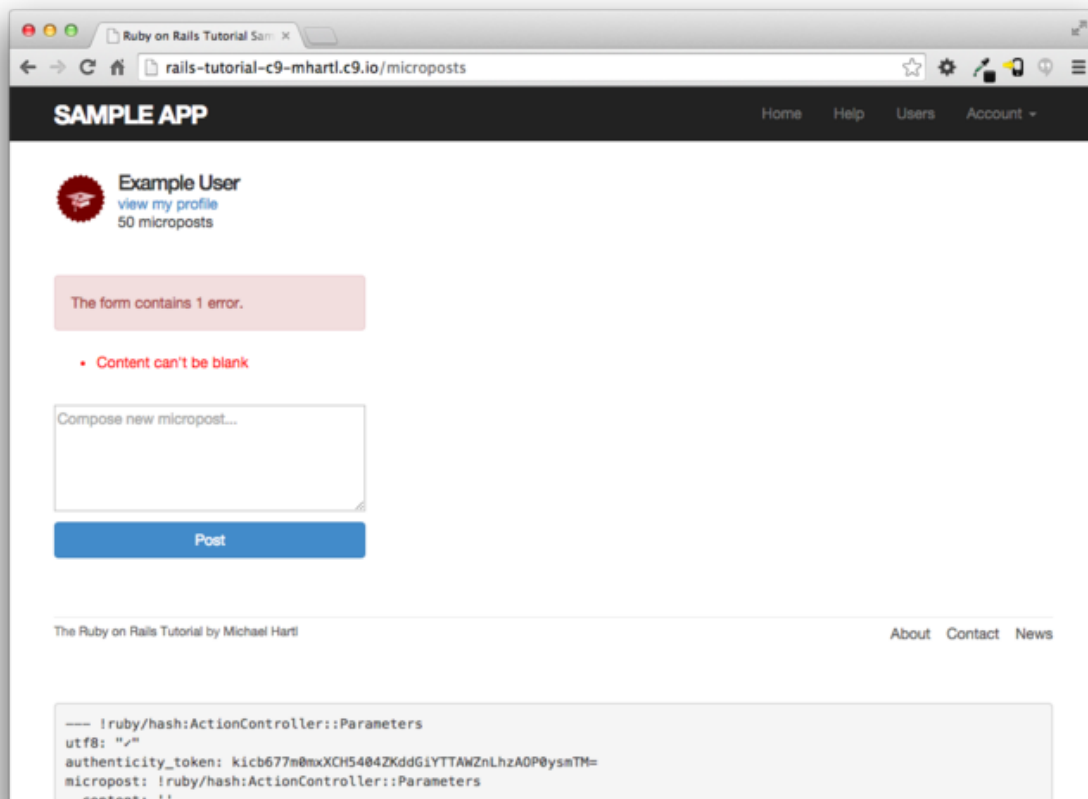 Ruby on Rails Tutorial Sam
rails-tutorial-c9-mhartl.c9.io/microposts
SAMPLE APP
Home Help Users Account
Example User
view my profile
50 microposts
The form contains 1 error.
• Content can't be blank
Compose new micropost...
Post
The Ruby on Rails Tutorial by Michael Hartl
About Contact News
--- !ruby/hash:ActionController::Parameters
utf8: "✓"
authenticity_token: kicb677m0mxXCH5404ZKddGiYTTAWZnLhzAOP0ysmTM=
micropost: !ruby/hash:ActionController::Parameters
content: ''